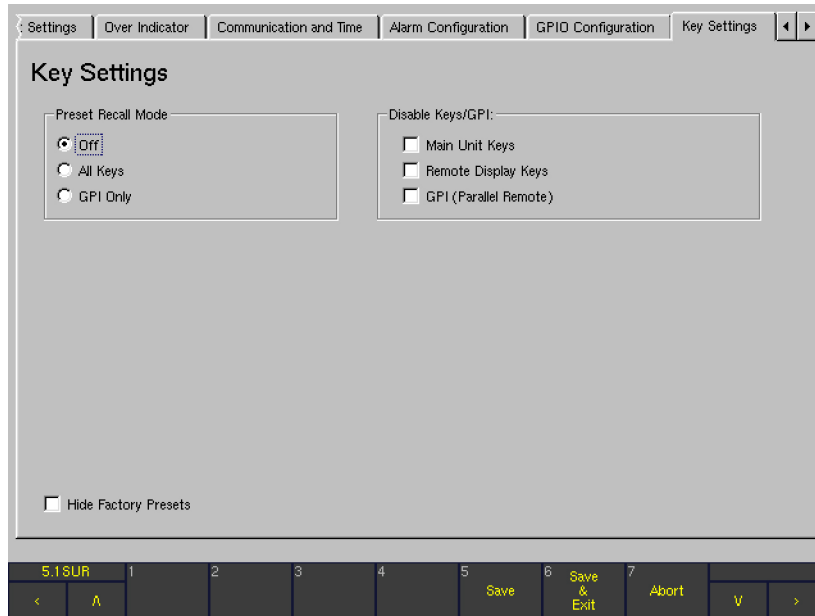 : Settings Over Indicator Communication and Time Alarm Configuration GPIO Configuration Key Settings
Key Settings
Preset Recall Mode
Off
All Keys
GPI Only
Disable Keys/GPI:
Main Unit Keys
Remote Display Keys
GPI (Parallel Remote)
Hide Factory Presets
5.1SUR 1 2 3 4 5 6 7
Save
Save
&
Exit
Abort
< Λ V >